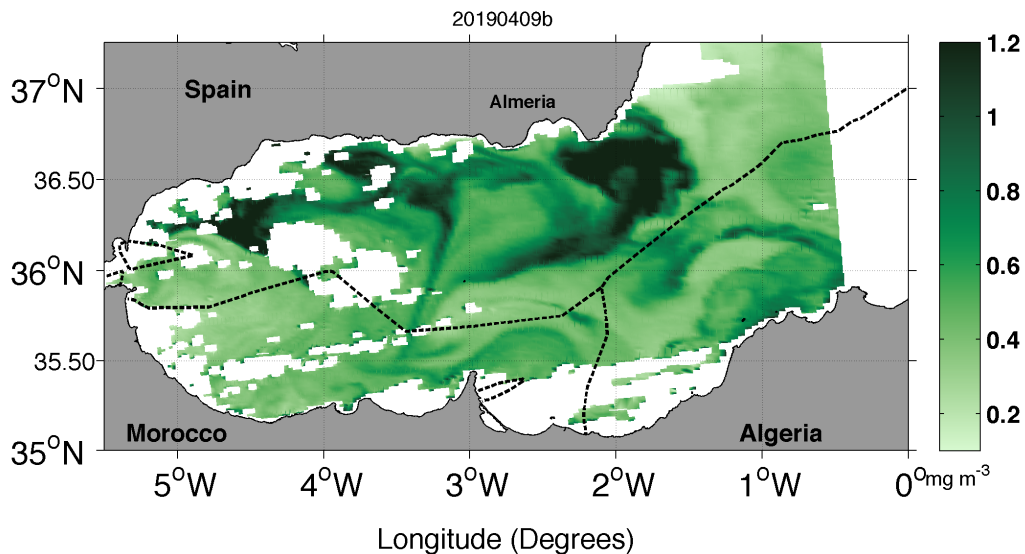 20190409b
37°N
36.50
36°N
35.50
35°N
Spain
Almeria
Morocco
Algeria
5°W
4°W
3°W
2°W
1°W
0°
Longitude (Degrees)
1.2
1
0.8
0.6
0.4
0.2
mg m⁻³